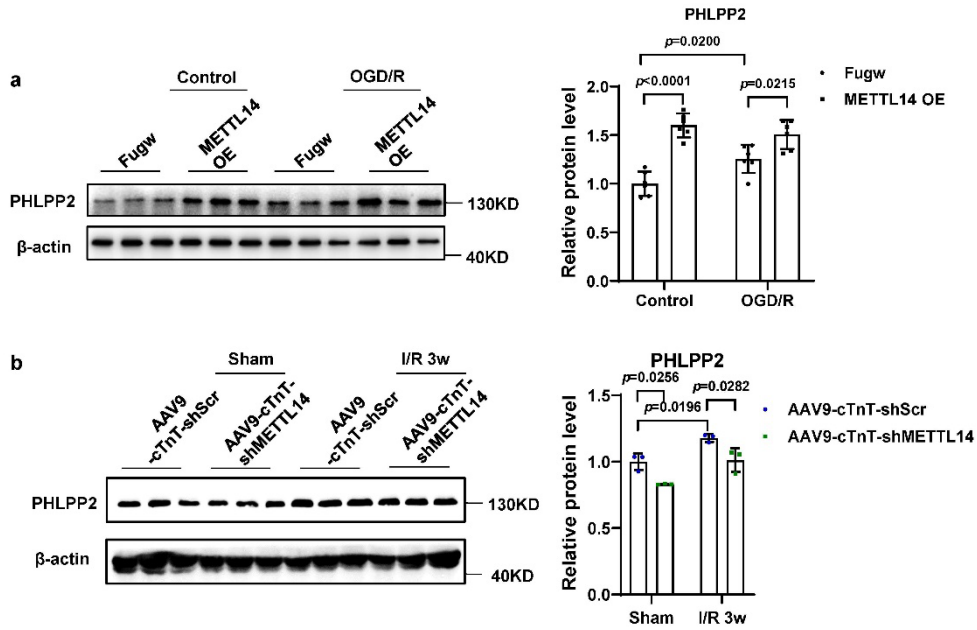 a
Control
OGD/R
Fugw
METTL14
OE
Fugw
METTL14
OE
PHLPP2
130KD
β-actin
40KD
PHLPP2
p=0.0200
p<0.0001
p=0.0215
Fugw
METTL14 OE
Relative protein level
2.0
1.5
1.0
0.5
0.0
Control
OGD/R
b
Sham
I/R 3w
AAV9
-cTnT-shScr
AAV9-cTnT-
shMETTL14
AAV9
-cTnT-shScr
AAV9-cTnT-
shMETTL14
PHLPP2
130KD
β-actin
40KD
PHLPP2
p=0.0256
p=0.0282
p=0.0196
AAV9-cTnT-shScr
AAV9-cTnT-shMETTL14
Relative protein level
1.5
1.0
0.5
0.0
Sham
I/R 3w